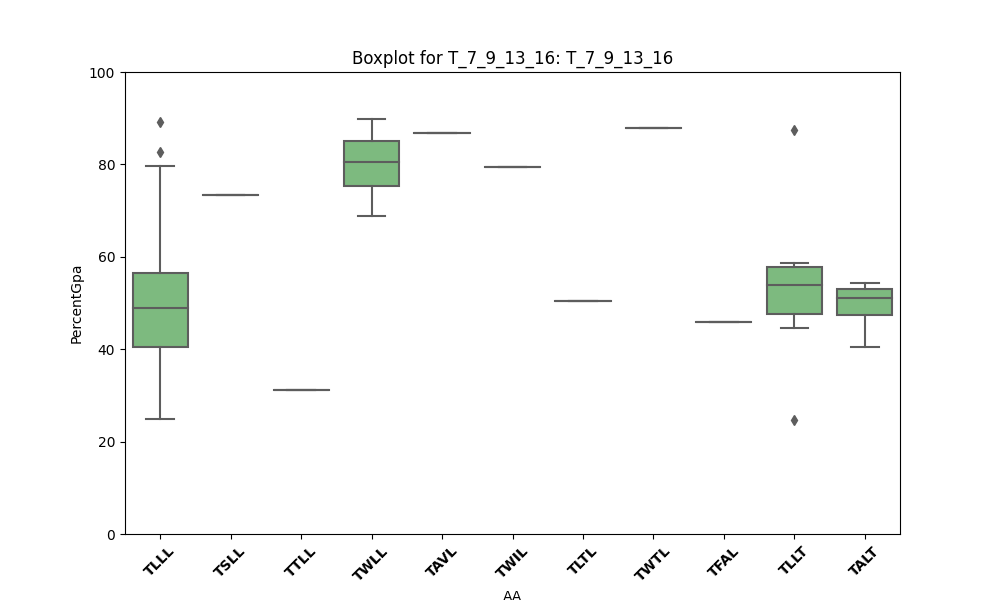 Boxplot for T_7_9_13_16: T_7_9_13_16
100
80
60
40
20
0
PercentGpa
TLLL
TSLL
TTLL
TWLL
TAVL
TWIL
TLTL
TWTL
TFAL
TLLT
TALT
AA